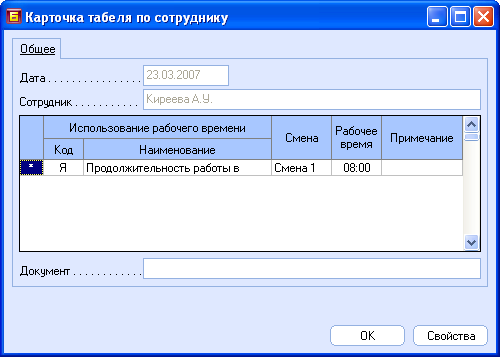 Карточка табеля по сотруднику
Общее
Дата . . . . . . . . . . . . . . . 23.03.2007
Сотрудник . . . . . . . . . . . Киреева А.У.
Использование рабочего времени Смена Рабочее время Примечание
Код Наименование
* Я Продолжительность работы в Смена 1 08:00
Документ . . . . . . . . . . . .
OK Свойства